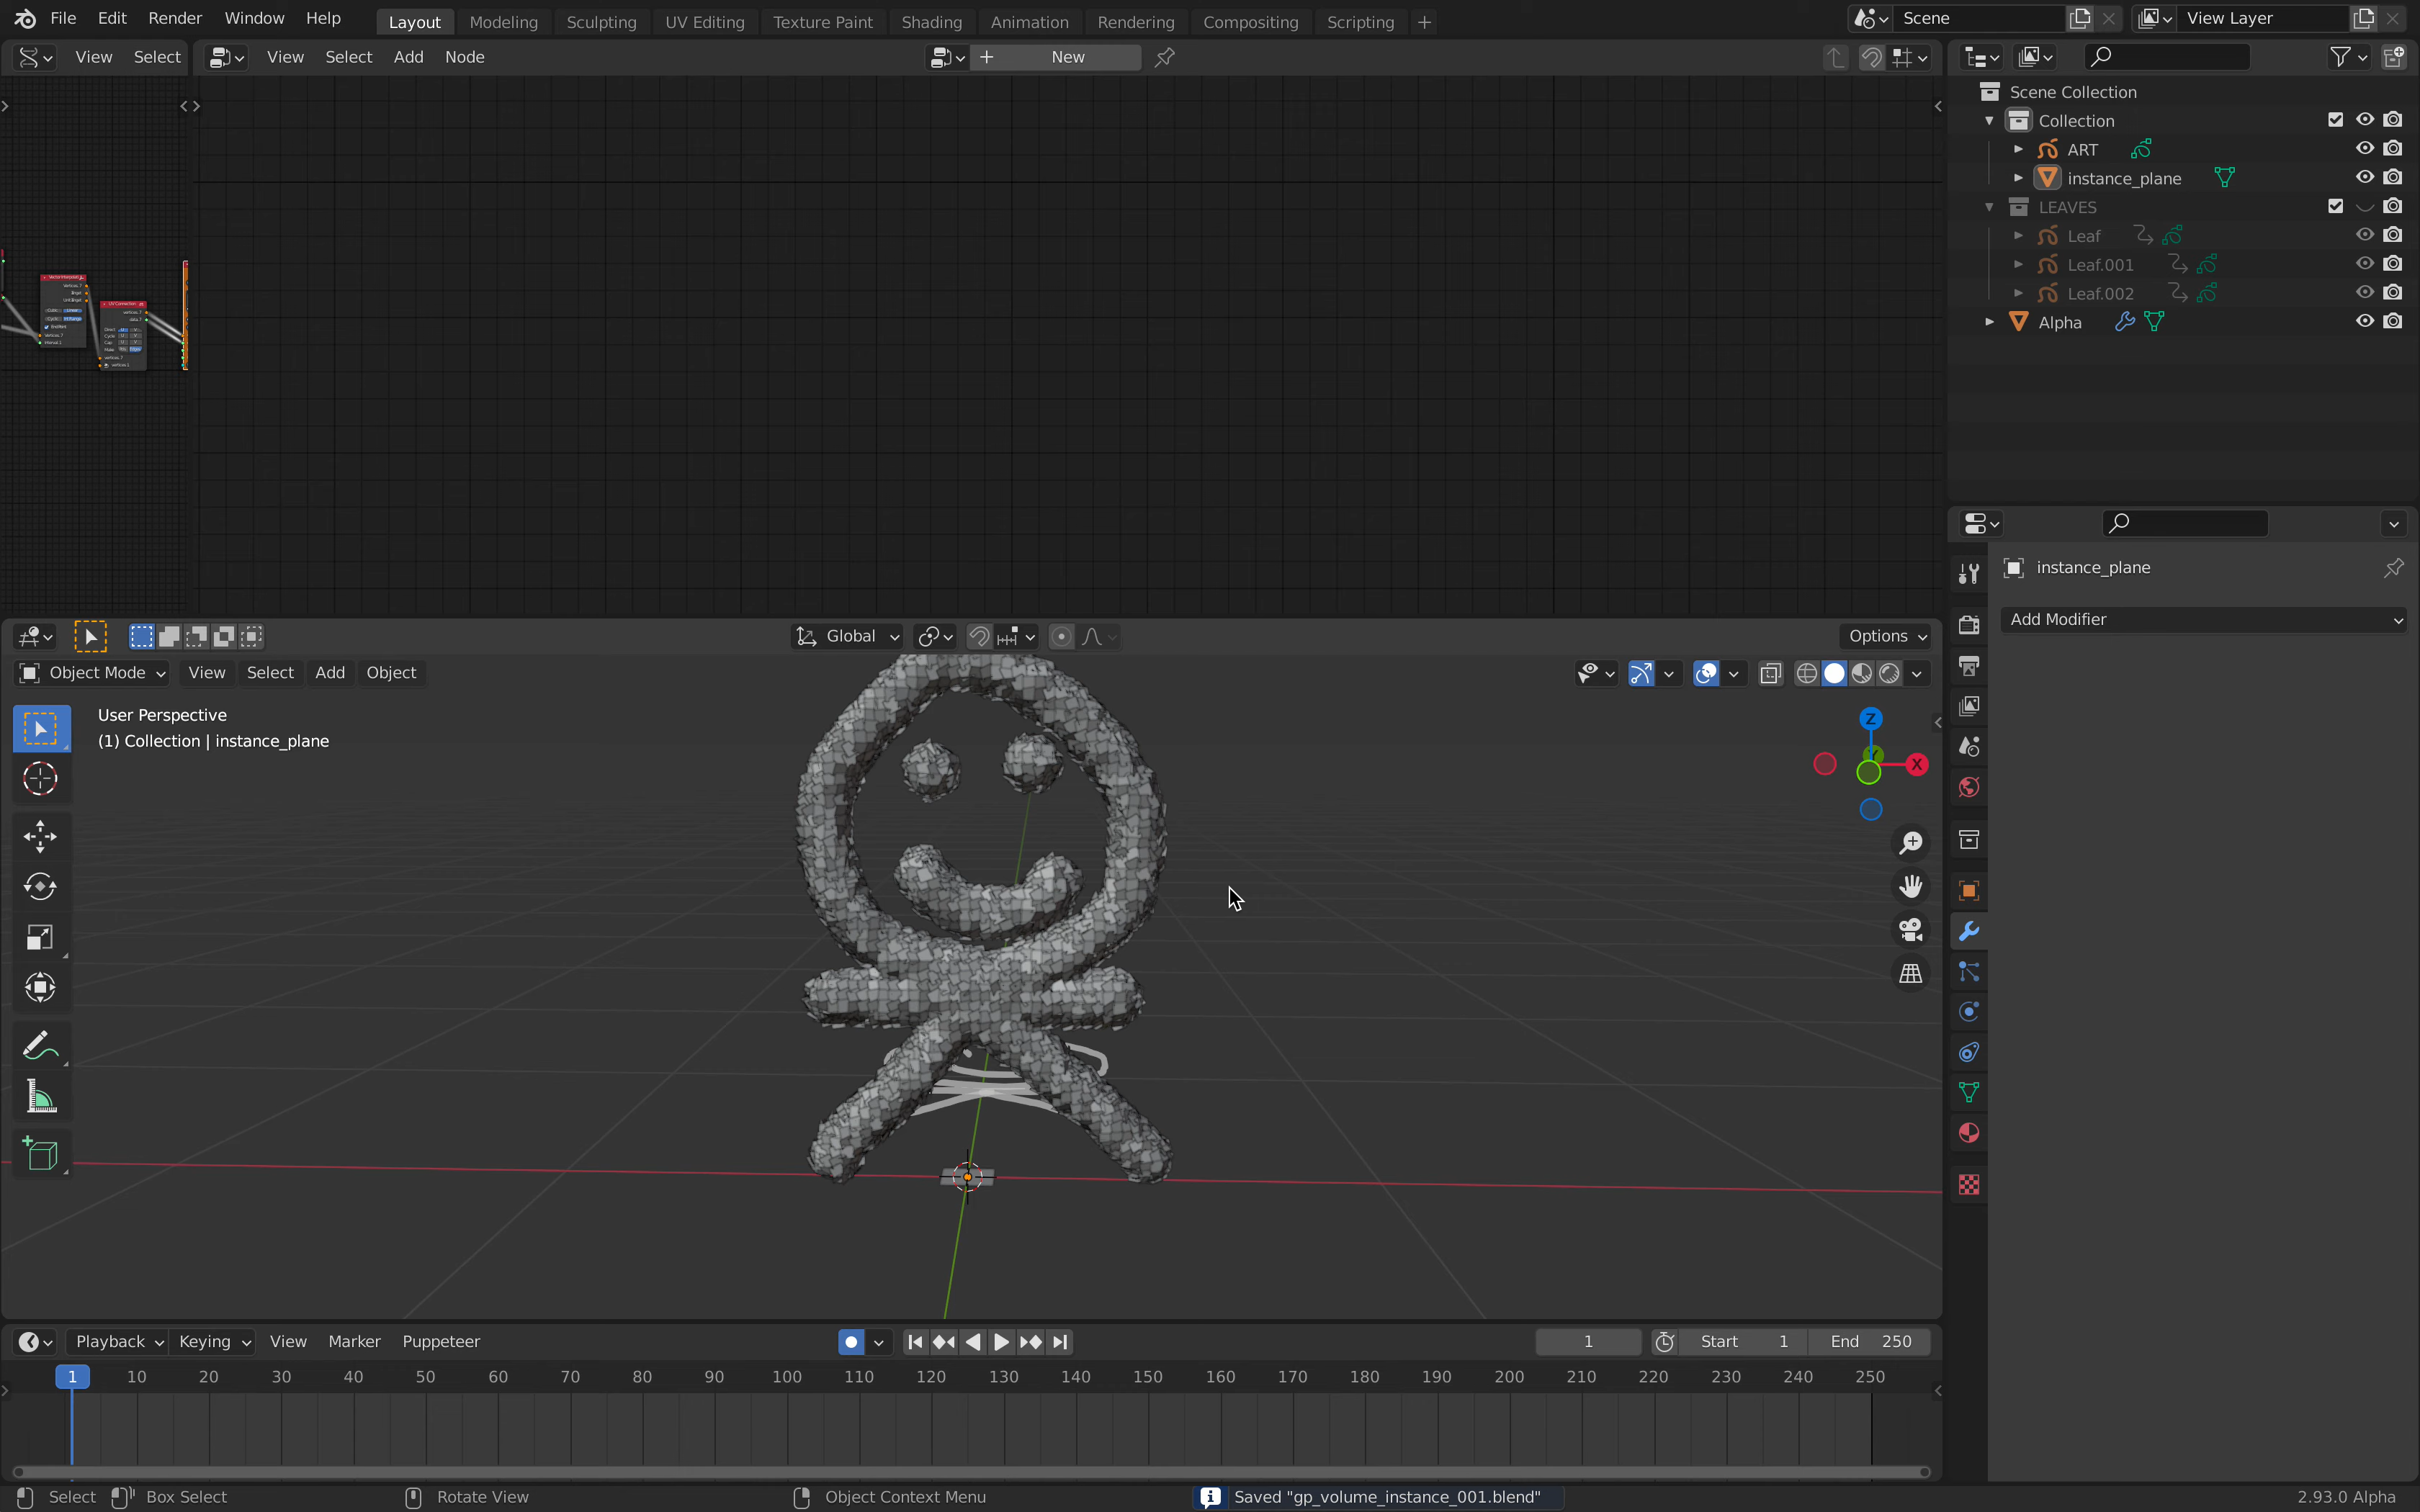 File Edit Render Window Help
Layout Modeling Sculpting UV Editing Texture Paint Shading Animation Rendering Compositing Scripting
Scene
View Layer
View Select
View Select Add Node
New
Scene Collection
Collection
ART
instance_plane
LEAVES
Leaf
Leaf.001
Leaf.002
Alpha
instance_plane
Add Modifier
Global
Options
Object Mode View Select Add Object
User Perspective
(1) Collection | instance_plane
Z
X
Playback Keying View Marker Puppeteer
1
Start 1
End 250
1 10 20 30 40 50 60 70 80 90 100 110 120 130 140 150 160 170 180 190 200 210 220 230 240 250
Select Box Select Rotate View Object Context Menu
Saved "gp_volume_instance_001.blend"
2.93.0 Alpha